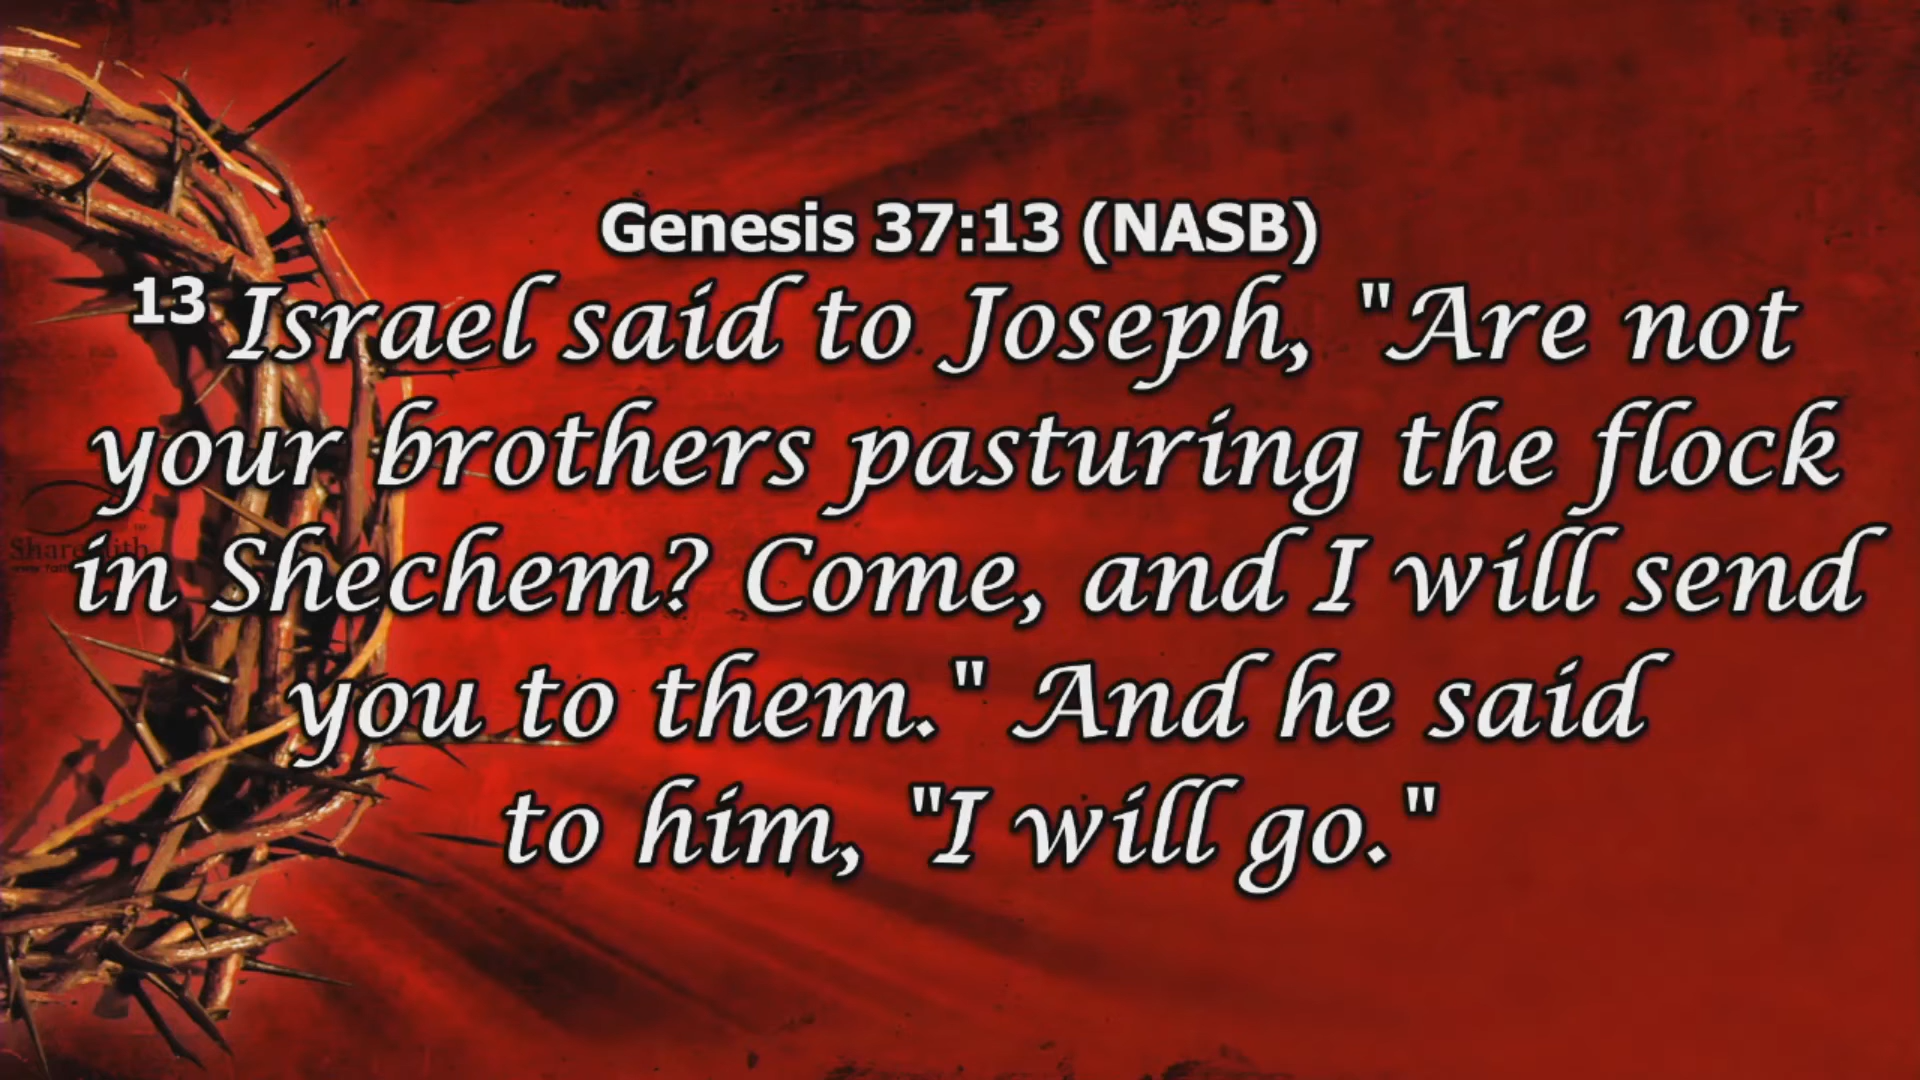 Genesis 37:13 (NASB)
13 Israel said to Joseph, "Are not
your brothers pasturing the flock
in Shechem? Come, and I will send
you to them." And he said
to him, "I will go."